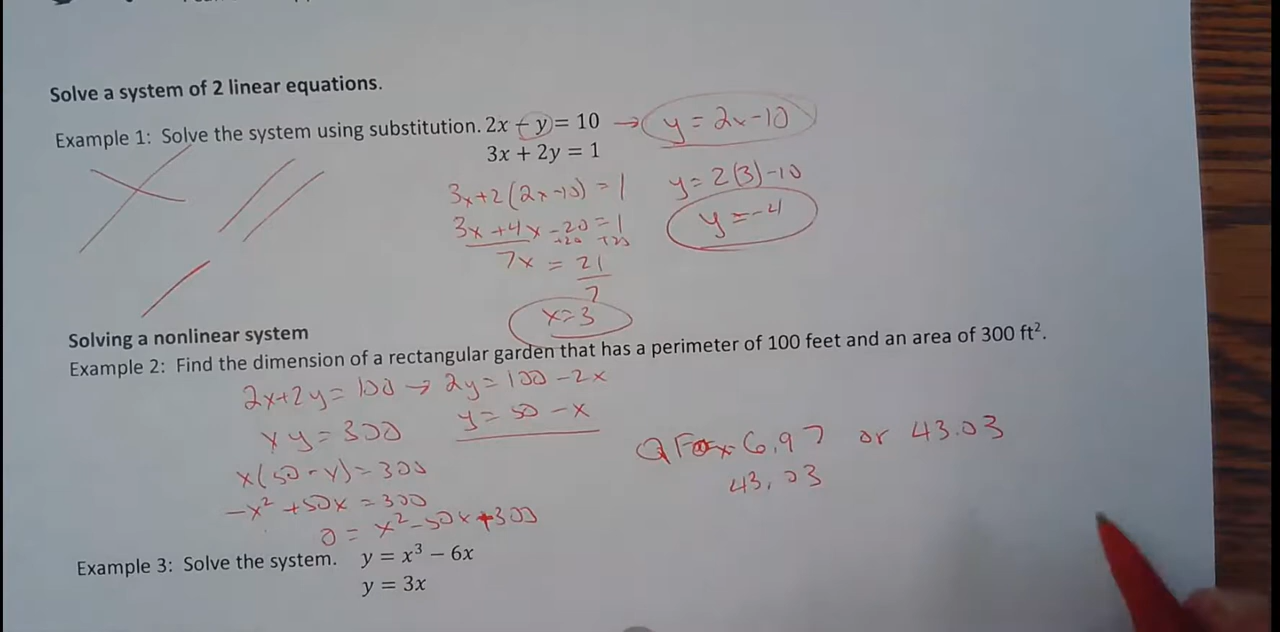 Solve a system of 2 linear equations.
Example 1: Solve the system using substitution. 2x − y = 10 → y = 2x-10
3x + 2y = 1
3x+2(2x-10) = 1
y = 2(3)-10
3x+4x-20=1
+20 +20
y = -4
7x = 21
7
x=3
Solving a nonlinear system
Example 2: Find the dimension of a rectangular garden that has a perimeter of 100 feet and an area of 300 ft².
2x+2y=100 → 2y=100-2x
xy=300
y=50-x
x(50-x)=300
-x²+50x=300
0 = x²-50x+300
QF x 6.97 or 43.03
43.03
Example 3: Solve the system. y = x³ − 6x
y = 3x